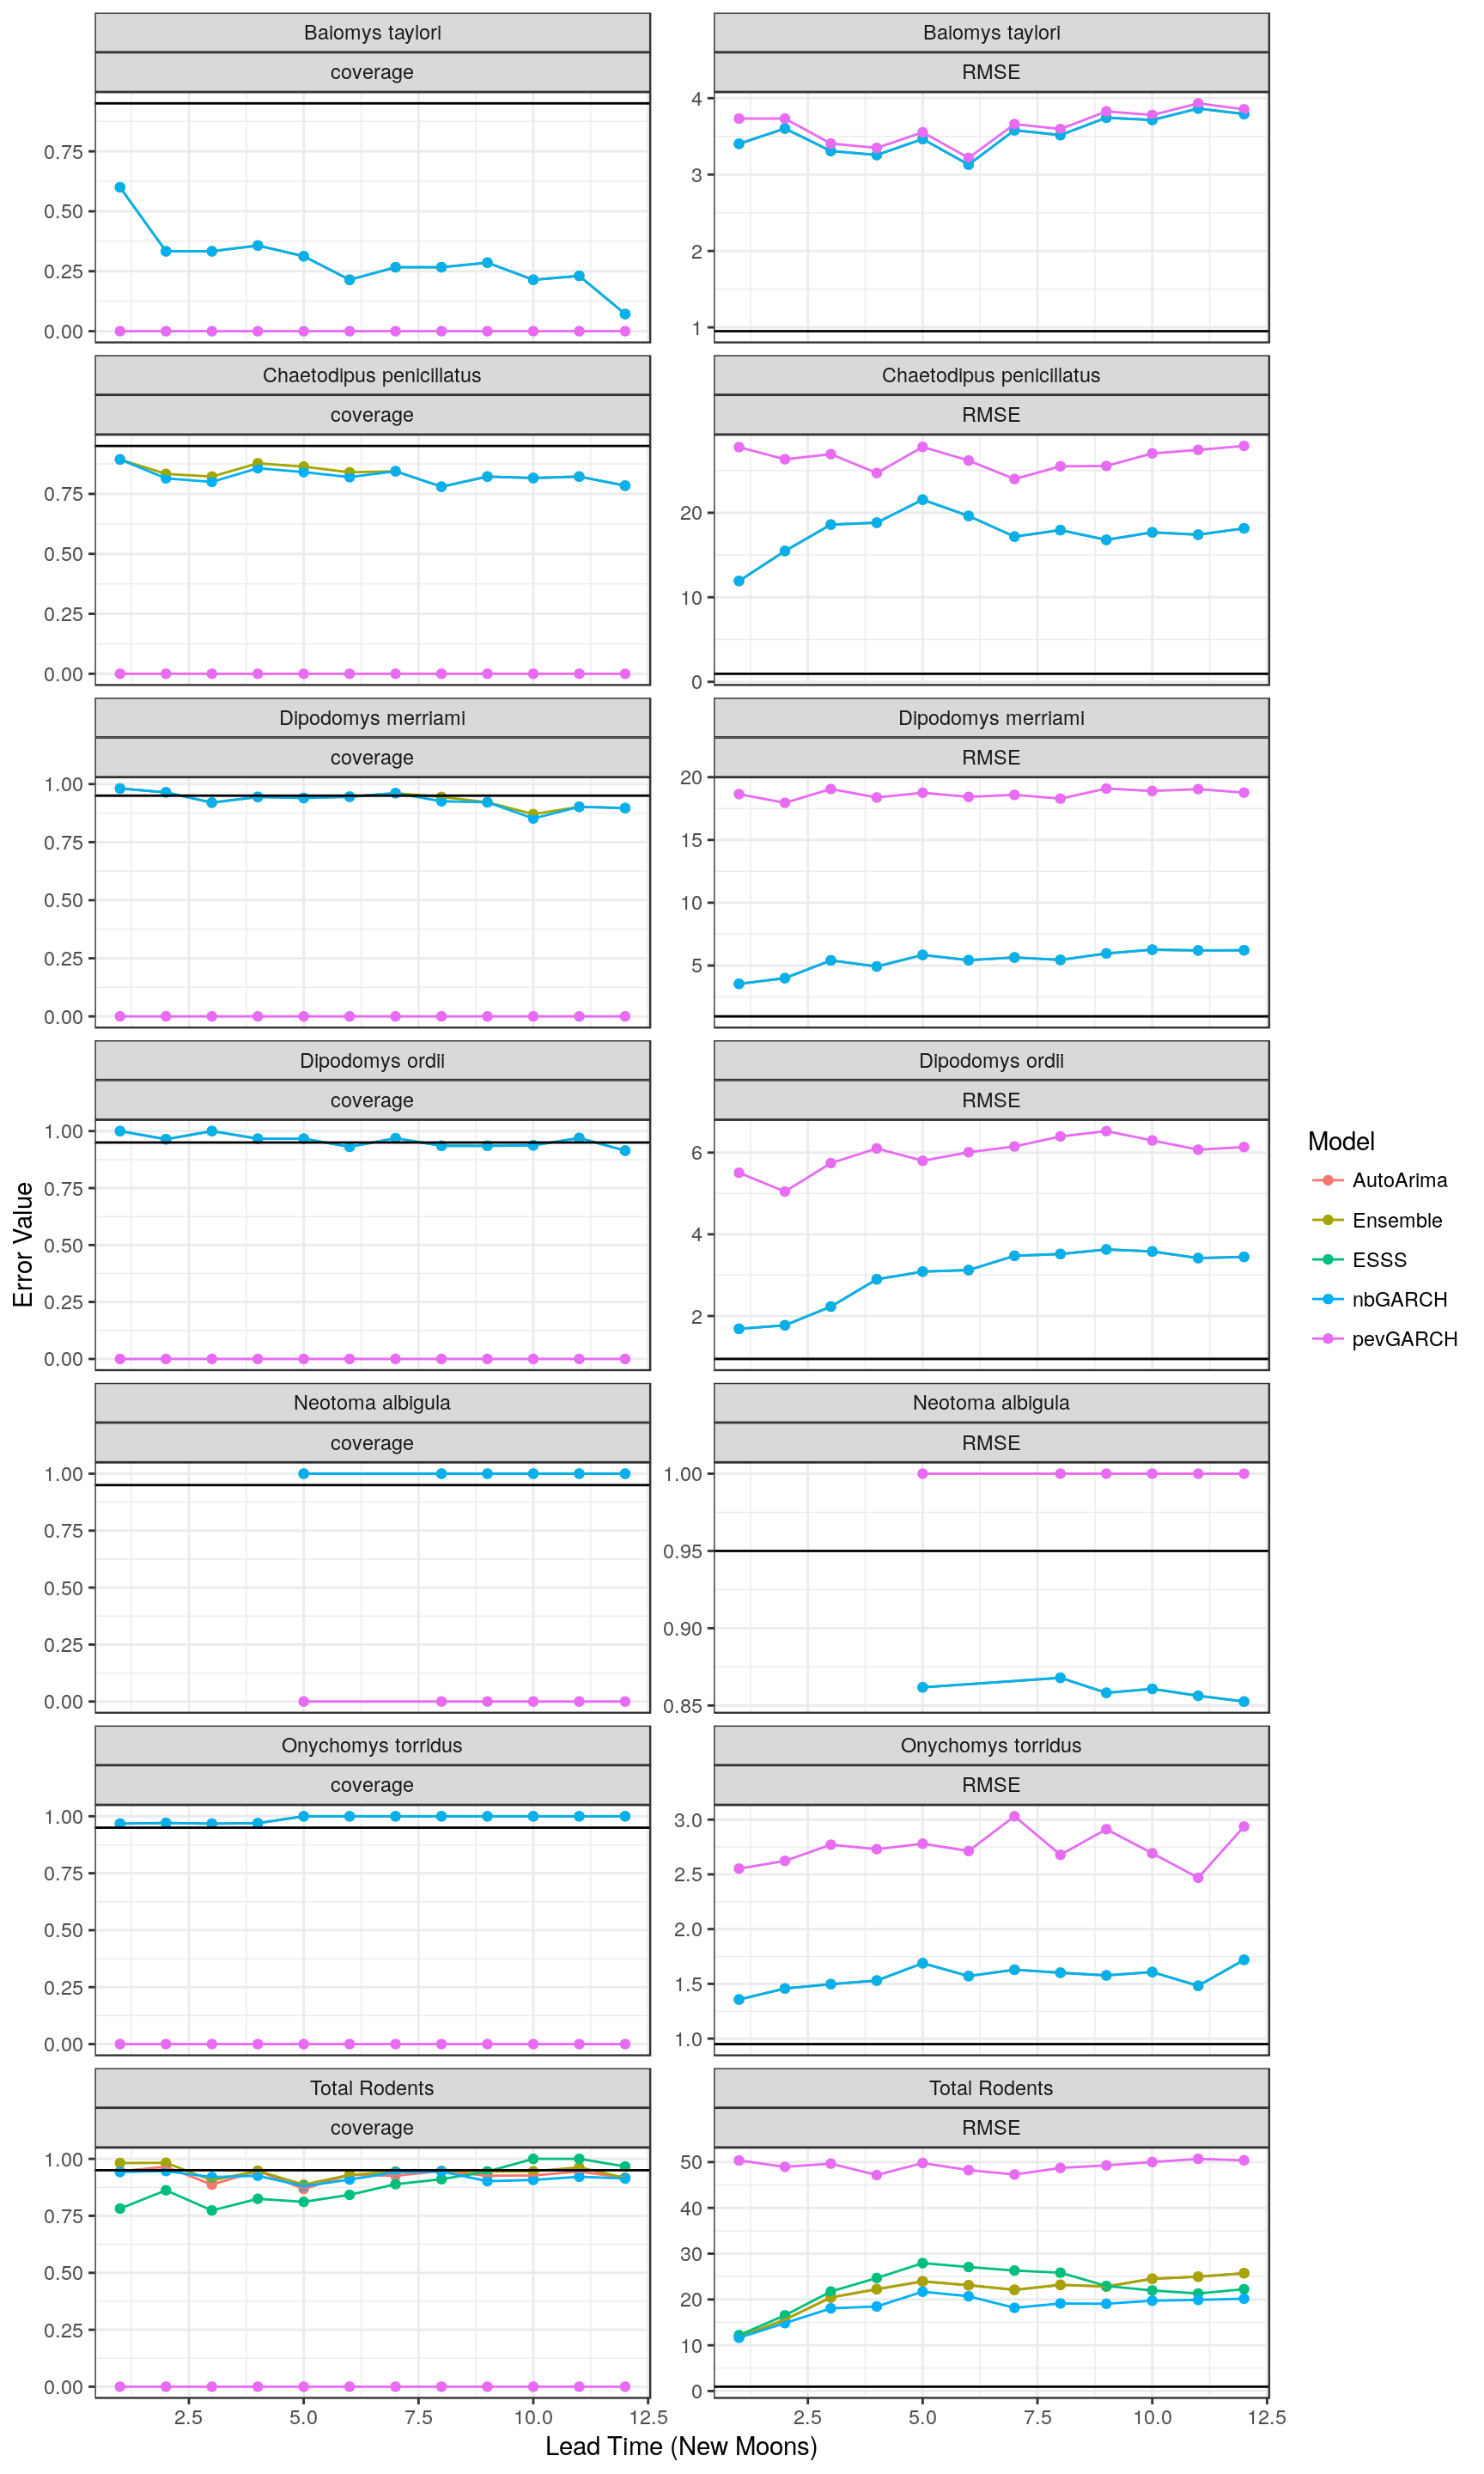 Baiomys taylori
Baiomys taylori
coverage
RMSE
0.75
0.50
0.25
0.00
4
3
2
1
Chaetodipus penicillatus
Chaetodipus penicillatus
coverage
RMSE
0.75
0.50
0.25
0.00
20
10
0
Dipodomys merriami
Dipodomys merriami
coverage
RMSE
1.00
0.75
0.50
0.25
0.00
20
15
10
5
Dipodomys ordii
Dipodomys ordii
coverage
RMSE
1.00
0.75
0.50
0.25
0.00
6
4
2
Neotoma albigula
Neotoma albigula
coverage
RMSE
1.00
0.75
0.50
0.25
0.00
1.00
0.95
0.90
0.85
Onychomys torridus
Onychomys torridus
coverage
RMSE
1.00
0.75
0.50
0.25
0.00
3.0
2.5
2.0
1.5
1.0
Total Rodents
Total Rodents
coverage
RMSE
1.00
0.75
0.50
0.25
0.00
50
40
30
20
10
0
2.5 5.0 7.5 10.0 12.5
2.5 5.0 7.5 10.0 12.5
Lead Time (New Moons)
Error Value
Model
AutoArima
Ensemble
ESSS
nbGARCH
pevGARCH